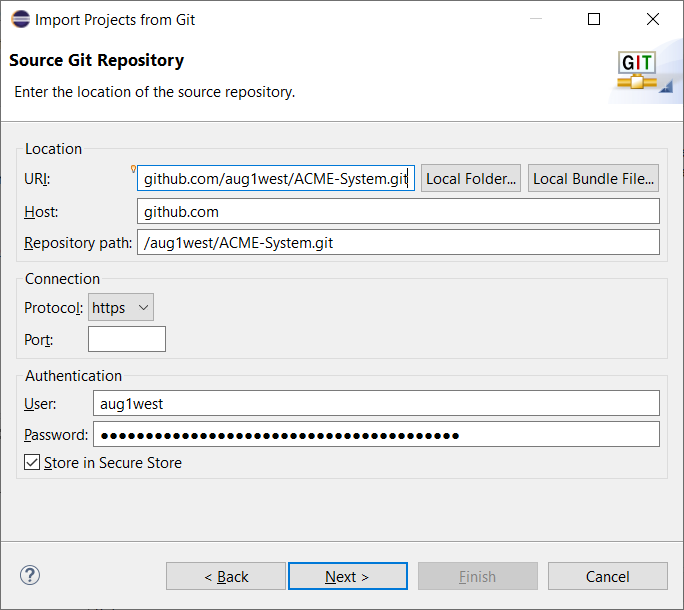 Import Projects from Git
Source Git Repository
Enter the location of the source repository.
GIT
Location
URI: github.com/aug1west/ACME-System.git Local Folder... Local Bundle File...
Host: github.com
Repository path: /aug1west/ACME-System.git
Connection
Protocol: https
Port:
Authentication
User: aug1west
Password: ●●●●●●●●●●●●●●●●●●●●●●●●●●●●●●●●●●●●●●●●
Store in Secure Store
? < Back Next > Finish Cancel